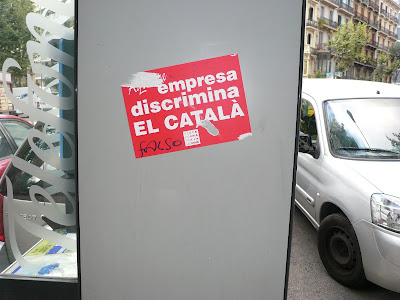 empresa
discrimina
EL CATALÀ
FALSO